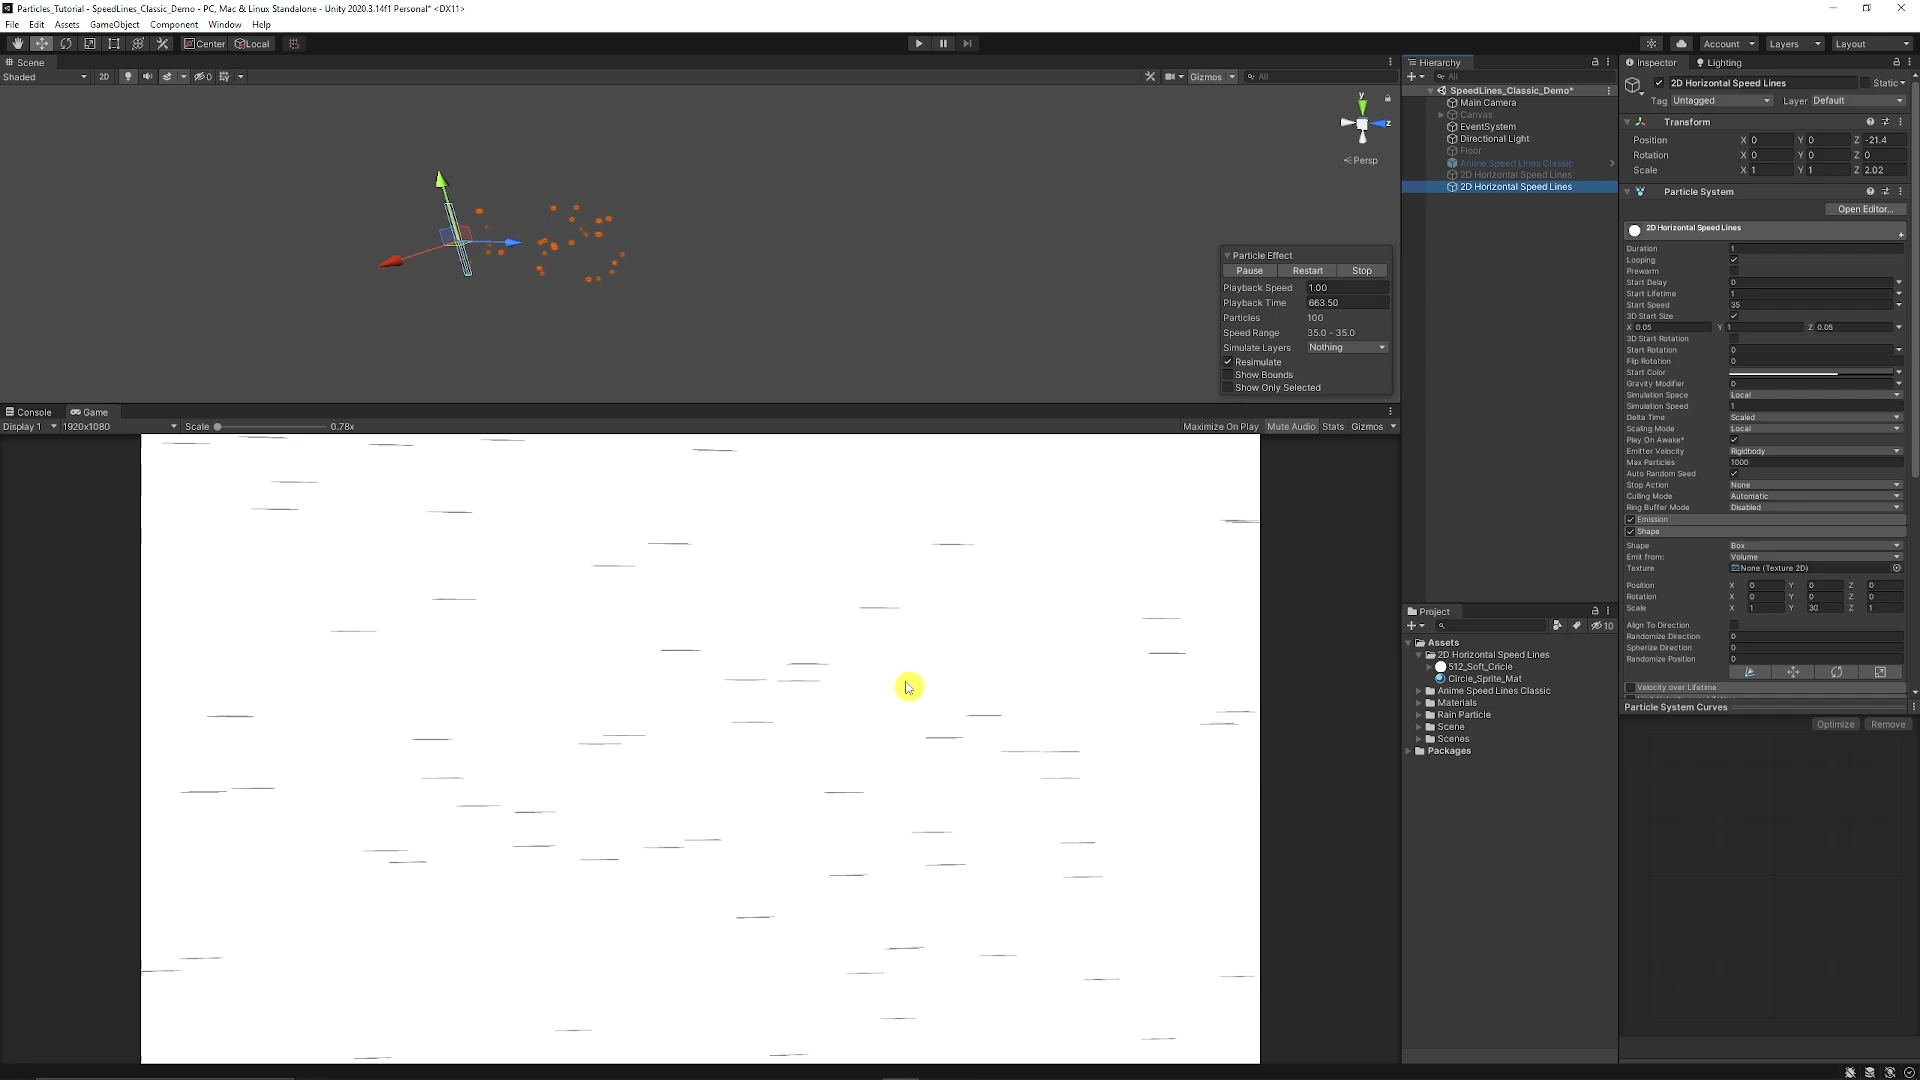 Particles_Tutorial - SpeedLines_Classic_Demo - PC, Mac & Linux Standalone - Unity 2020.3.14f1 Personal* <DX11>
File Edit Assets GameObject Component Window Help
Center Local
Account Layers Layout
Scene
Shaded 2D 0 Gizmos All
y
z
Persp
Particle Effect
Pause Restart Stop
Playback Speed 1.00
Playback Time 663.50
Particles 100
Speed Range 35.0 - 35.0
Simulate Layers Nothing
Resimulate
Show Bounds
Show Only Selected
Console Game
Display 1 1920x1080 Scale 0.78x Maximize On Play Mute Audio Stats Gizmos
Hierarchy
All
SpeedLines_Classic_Demo*
Main Camera
Canvas
EventSystem
Directional Light
Floor
Anime Speed Lines Classic
2D Horizontal Speed Lines
2D Horizontal Speed Lines
Project
10
Assets
2D Horizontal Speed Lines
512_Soft_Cricle
Circle_Sprite_Mat
Anime Speed Lines Classic
Materials
Rain Particle
Scene
Scenes
Packages
Inspector Lighting
2D Horizontal Speed Lines Static
Tag Untagged Layer Default
Transform
Position X 0 Y 0 Z -21.4
Rotation X 0 Y 0 Z 0
Scale X 1 Y 1 Z 2.02
Particle System
Open Editor...
2D Horizontal Speed Lines
Duration 1
Looping
Prewarm
Start Delay 0
Start Lifetime 1
Start Speed 35
3D Start Size
X 0.05 Y 1 Z 0.05
3D Start Rotation
Start Rotation 0
Flip Rotation 0
Start Color
Gravity Modifier 0
Simulation Space Local
Simulation Speed 1
Delta Time Scaled
Scaling Mode Local
Play On Awake*
Emitter Velocity Rigidbody
Max Particles 1000
Auto Random Seed
Stop Action None
Culling Mode Automatic
Ring Buffer Mode Disabled
Emission
Shape
Shape Box
Emit from: Volume
Texture None (Texture 2D)
Position X 0 Y 0 Z 0
Rotation X 0 Y 0 Z 0
Scale X 1 Y 30 Z 1
Align To Direction
Randomize Direction 0
Spherize Direction 0
Randomize Position 0
Velocity over Lifetime
Particle System Curves
Optimize Remove